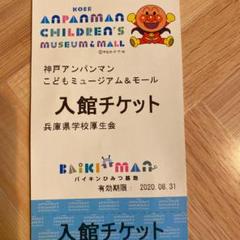 KOBE
ANPANMAN
CHILDREN'S
MUSEUM & MALL
神戸アンパンマン
こどもミュージアム&モール
入館チケット
兵庫県学校厚生会
BAIKINMAN
バイキンひみつ基地
有効期限: 2020.08.31
入館チケット